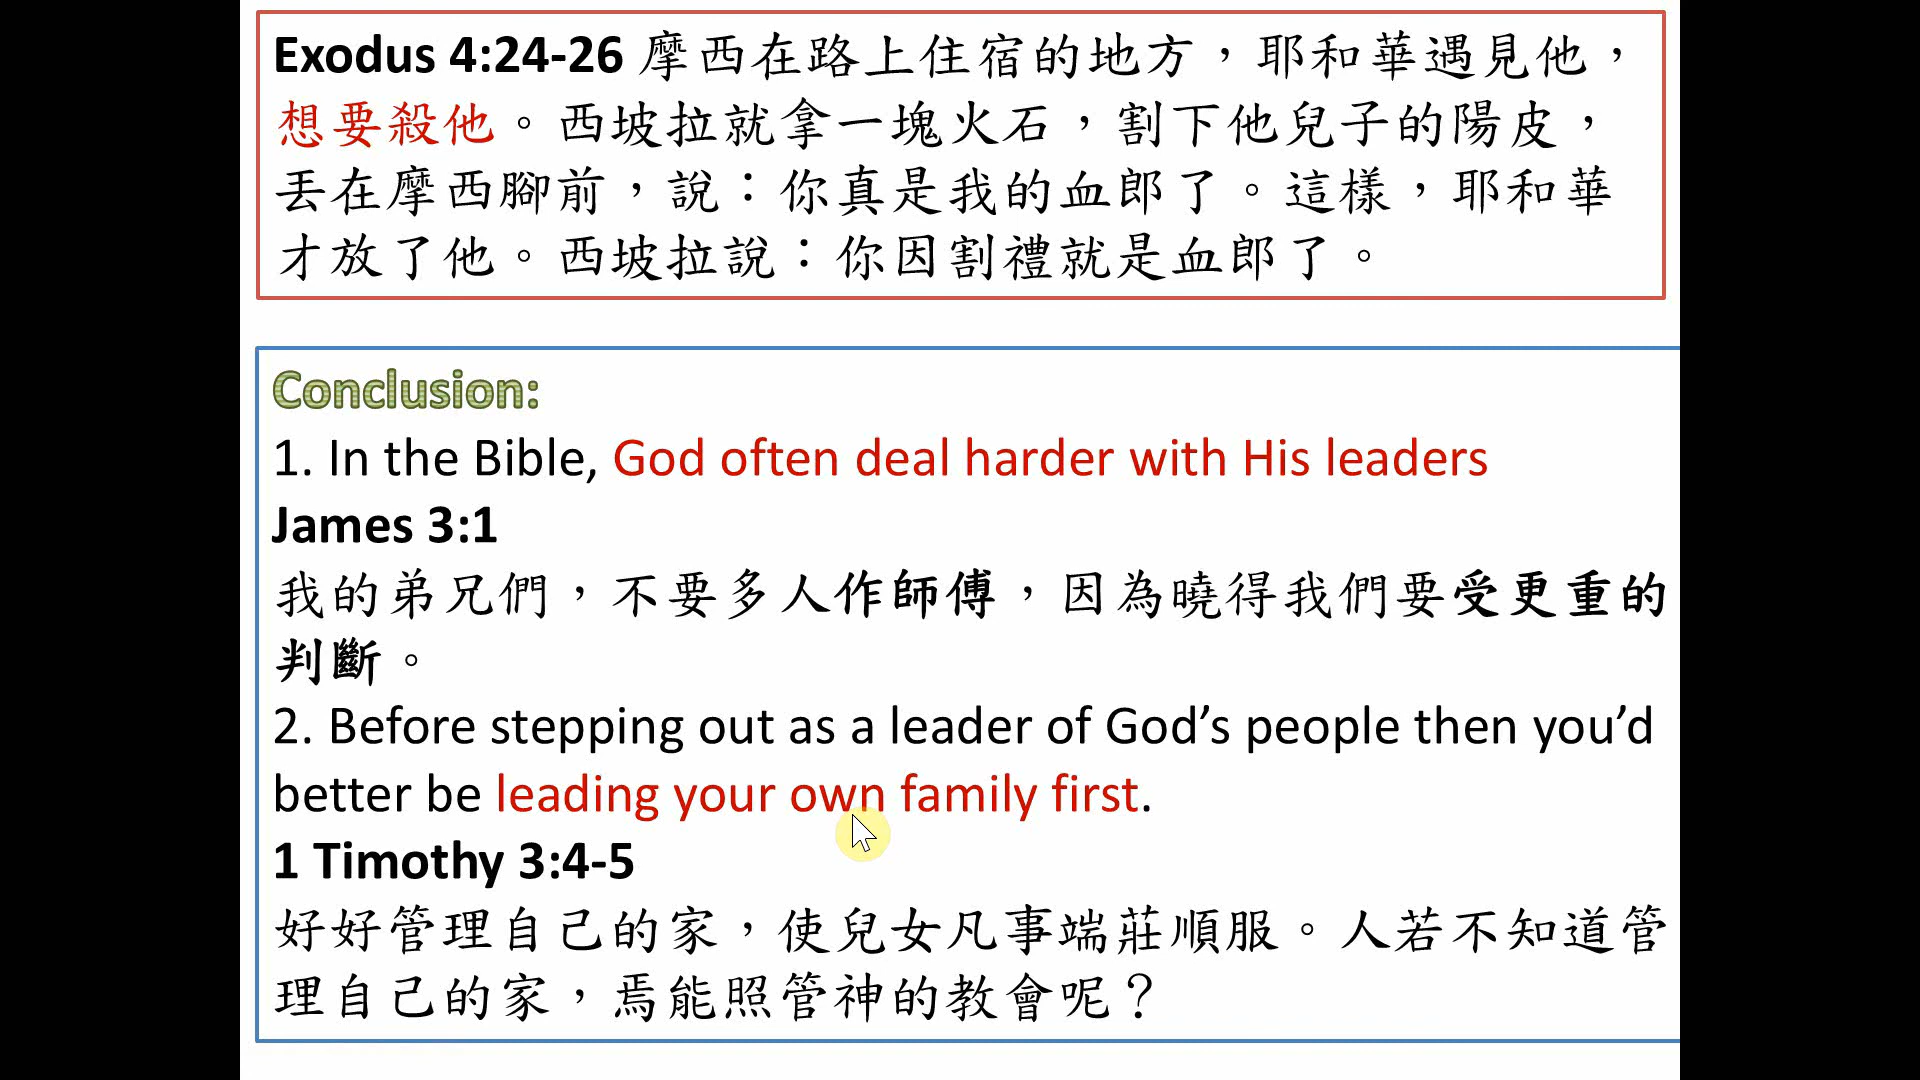 Exodus 4:24-26 摩西在路上住宿的地方，耶和華遇見他，
想要殺他。西坡拉就拿一塊火石，割下他兒子的陽皮，
丟在摩西腳前，說：你真是我的血郎了。這樣，耶和華
才放了他。西坡拉說：你因割禮就是血郎了。
Conclusion:
1. In the Bible, God often deal harder with His leaders
James 3:1
我的弟兄們，不要多人作師傅，因為曉得我們要受更重的
判斷。
2. Before stepping out as a leader of God’s people then you’d
better be leading your own family first.
1 Timothy 3:4-5
好好管理自己的家，使兒女凡事端莊順服。人若不知道管
理自己的家，焉能照管神的教會呢？